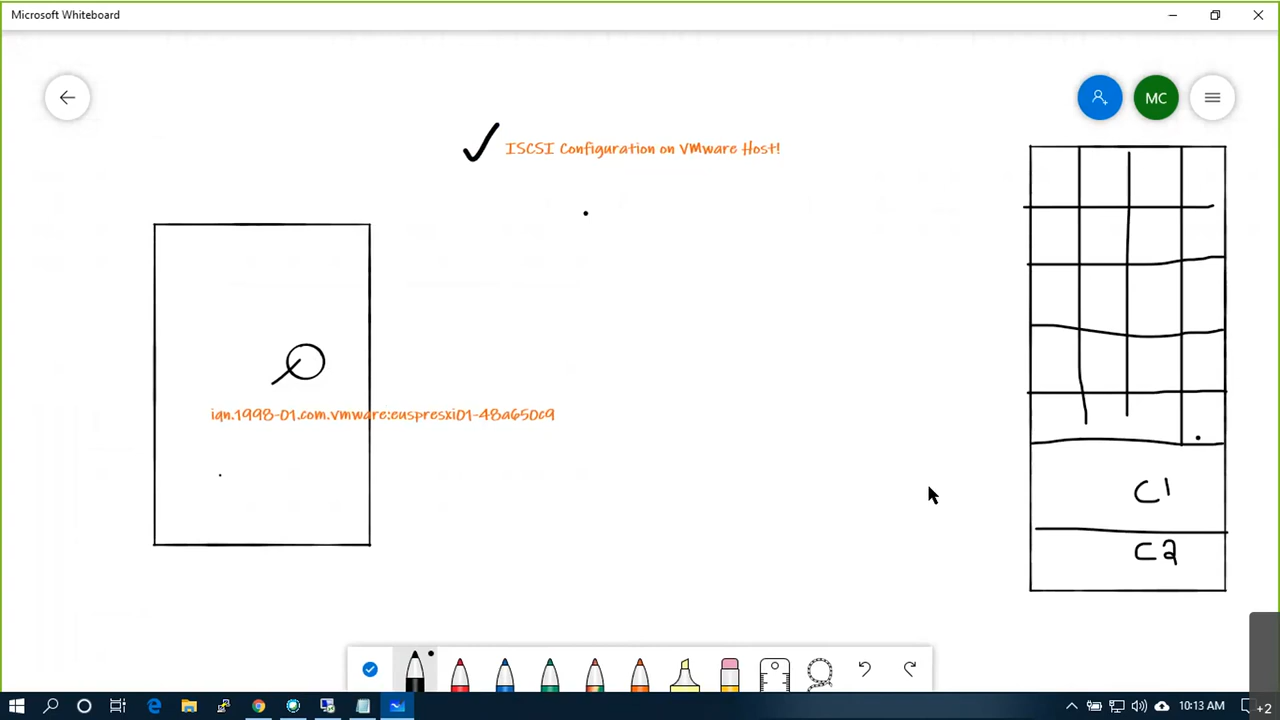 Microsoft Whiteboard
MC
ISCSI Configuration on VMware Host!
iqn.1998-01.com.vmware:euspresxi01-48a650c9
C1
C2
10:13 AM
+2